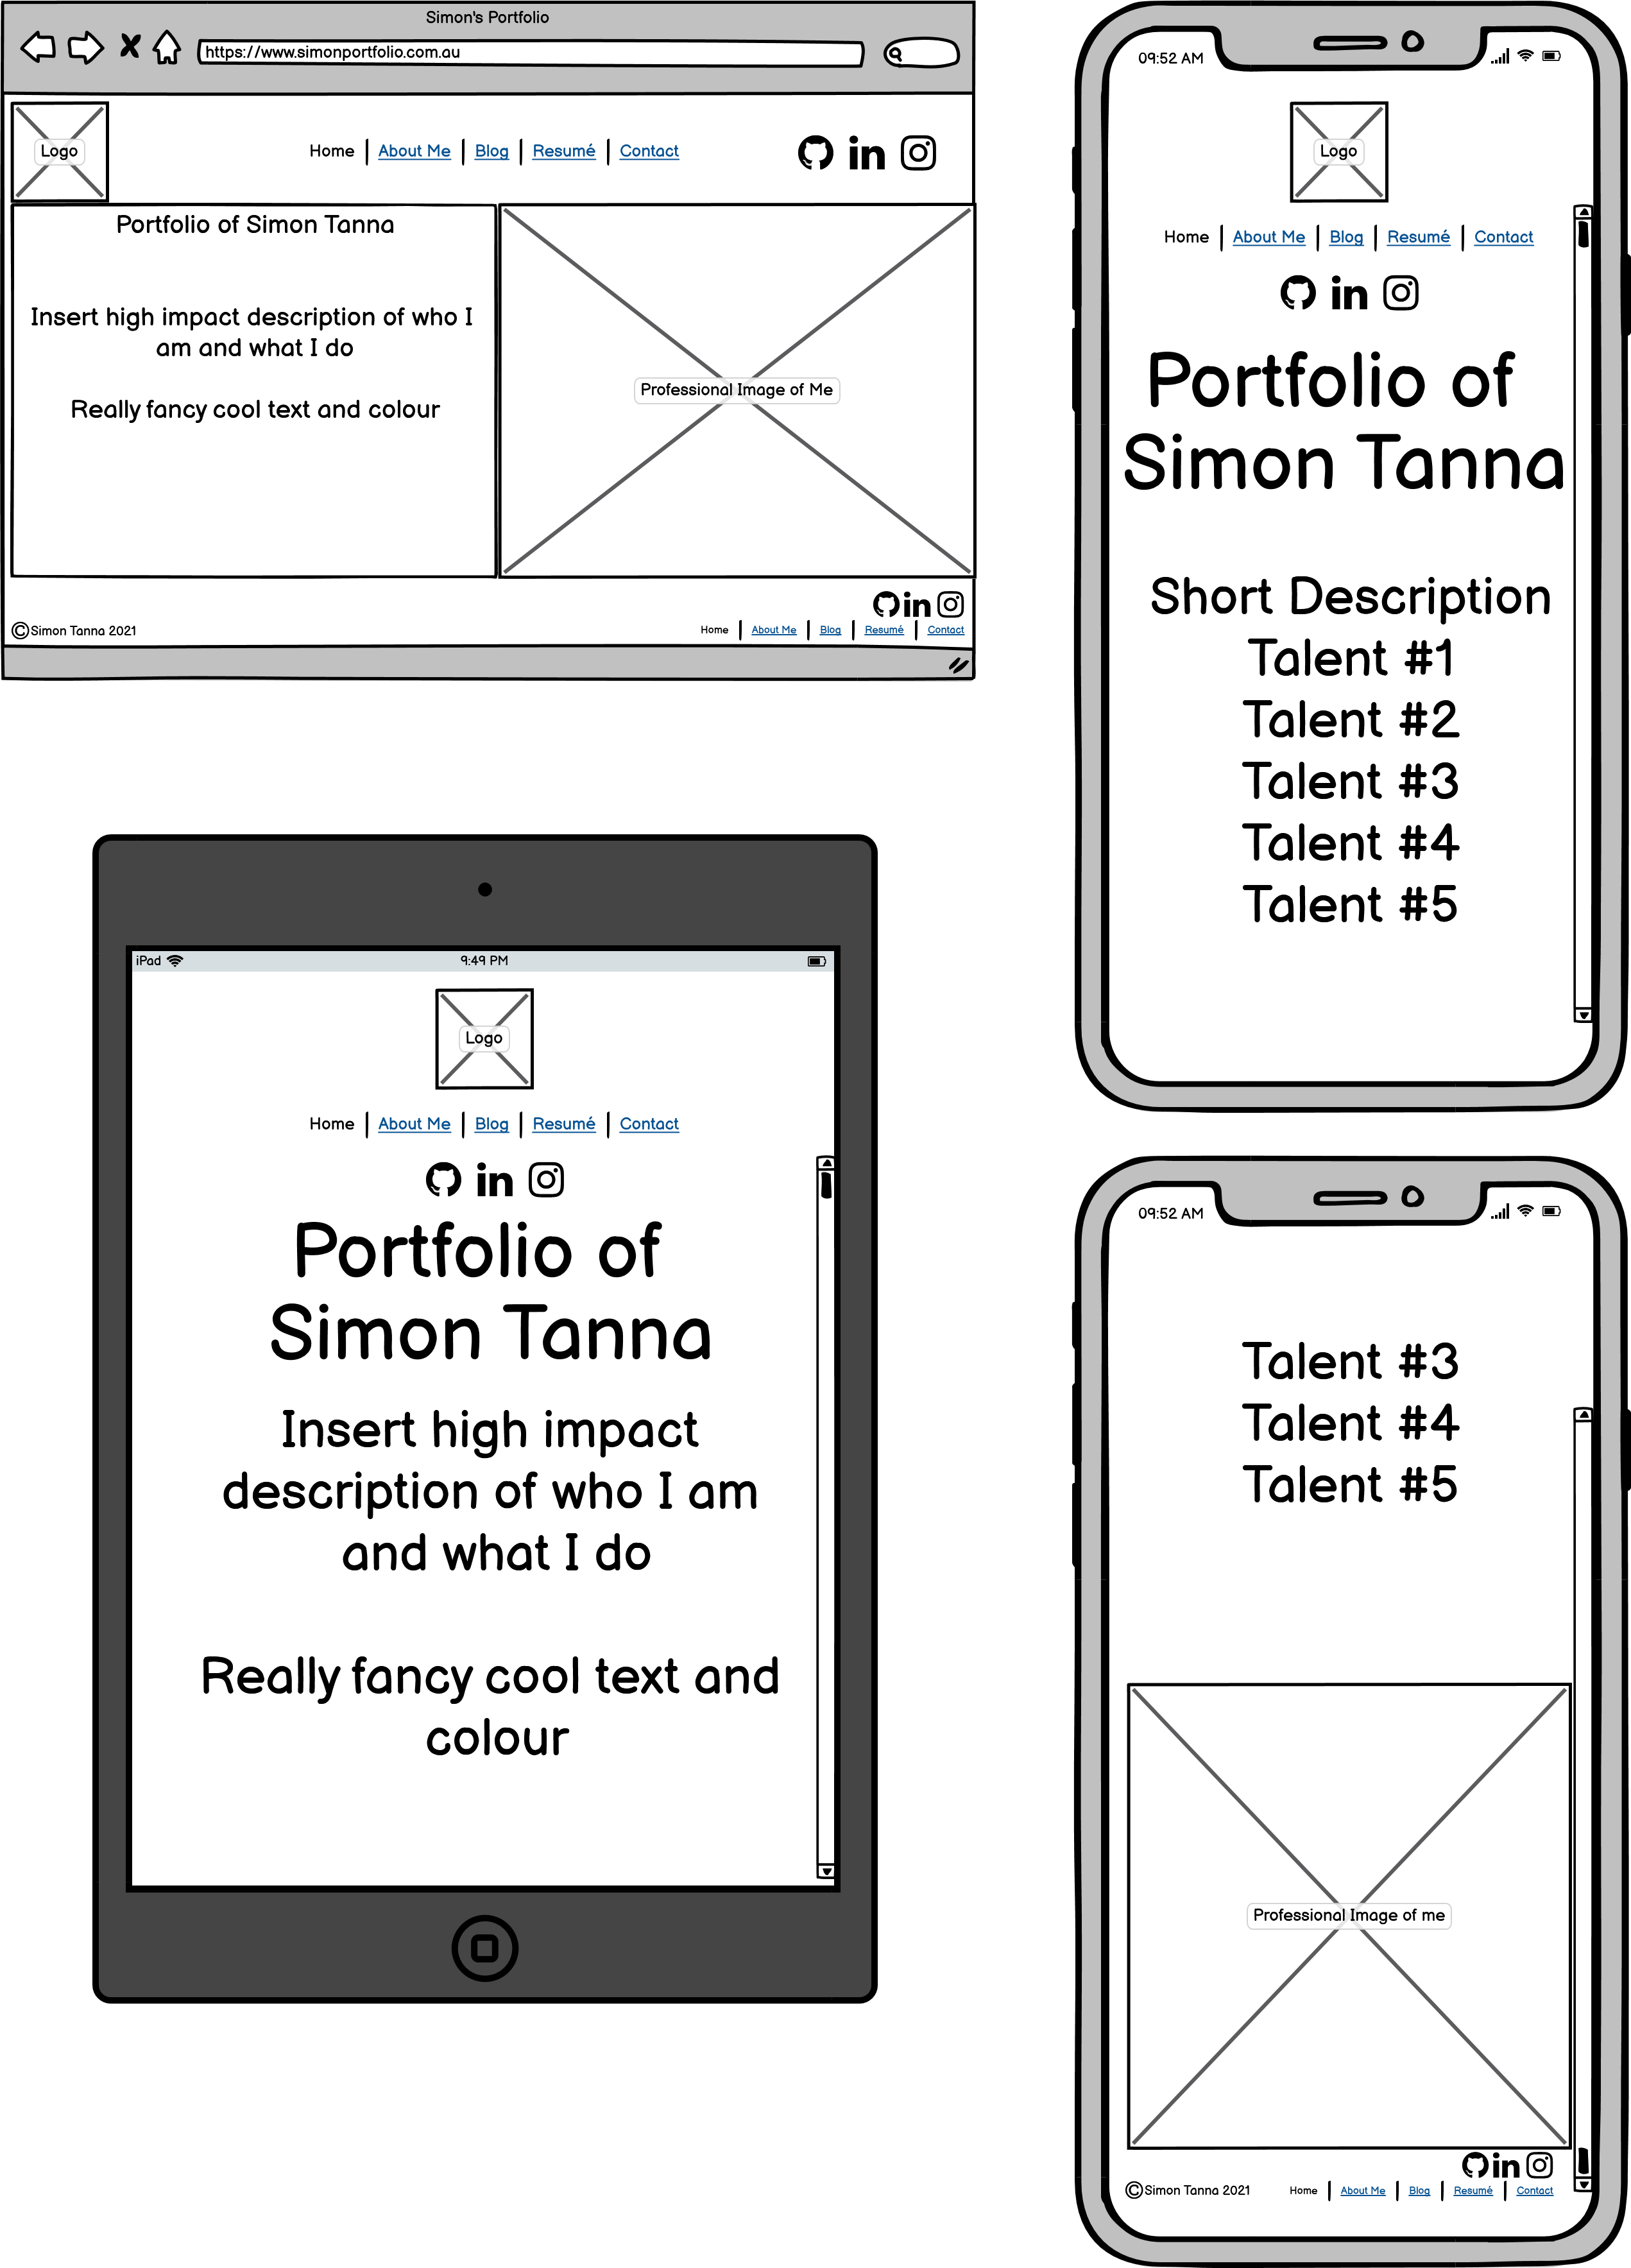 Simon's Portfolio
https://www.simonportfolio.com.au
Logo
Home About Me Blog Resumé Contact
in
Portfolio of Simon Tanna
Insert high impact description of who I
am and what I do
Really fancy cool text and colour
Professional Image of Me
in
©Simon Tanna 2021
Home About Me Blog Resumé Contact
09:52 AM
Logo
Home About Me Blog Resumé Contact
in
Portfolio of
Simon Tanna
Short Description
Talent #1
Talent #2
Talent #3
Talent #4
Talent #5
iPad 9:49 PM
Logo
Home About Me Blog Resumé Contact
in
Portfolio of
Simon Tanna
Insert high impact
description of who I am
and what I do
Really fancy cool text and
colour
09:52 AM
Talent #3
Talent #4
Talent #5
Professional Image of me
in
©Simon Tanna 2021 Home About Me Blog Resumé Contact